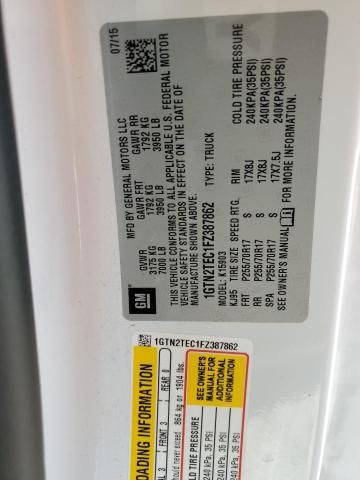 07/15
MFD BY GENERAL MOTORS LLC
GVWR GAWR FRT GAWR RR
3175 KG 1792 KG 1792 KG
7000 LB 3950 LB 3950 LB
THIS VEHICLE CONFORMS TO ALL APPLICABLE U.S. FEDERAL MOTOR
VEHICLE SAFETY STANDARDS IN EFFECT ON THE DATE OF
MANUFACTURE SHOWN ABOVE.
1GTN2TEC1FZ387862 TYPE: TRUCK
GM
MODEL: K15903
KJ95 TIRE SIZE SPEED RTG. RIM COLD TIRE PRESSURE
FRT P255/70R17 S 17X8J 240KPA(35PSI)
RR P255/70R17 S 17X8J 240KPA(35PSI)
SPA P255/70R17 S 17X7.5J 240KPA(35PSI)
SEE OWNER'S MANUAL FOR MORE INFORMATION.
1GTN2TEC1FZ387862
LOADING INFORMATION
3 FRONT 3 REAR 0
should never exceed 864 kg or 1904 lbs.
COLD TIRE PRESSURE
240 kPa, 35 PSI
240 kPa, 35 PSI
240 kPa, 35 PSI
SEE OWNER'S
MANUAL FOR
ADDITIONAL
INFORMATION